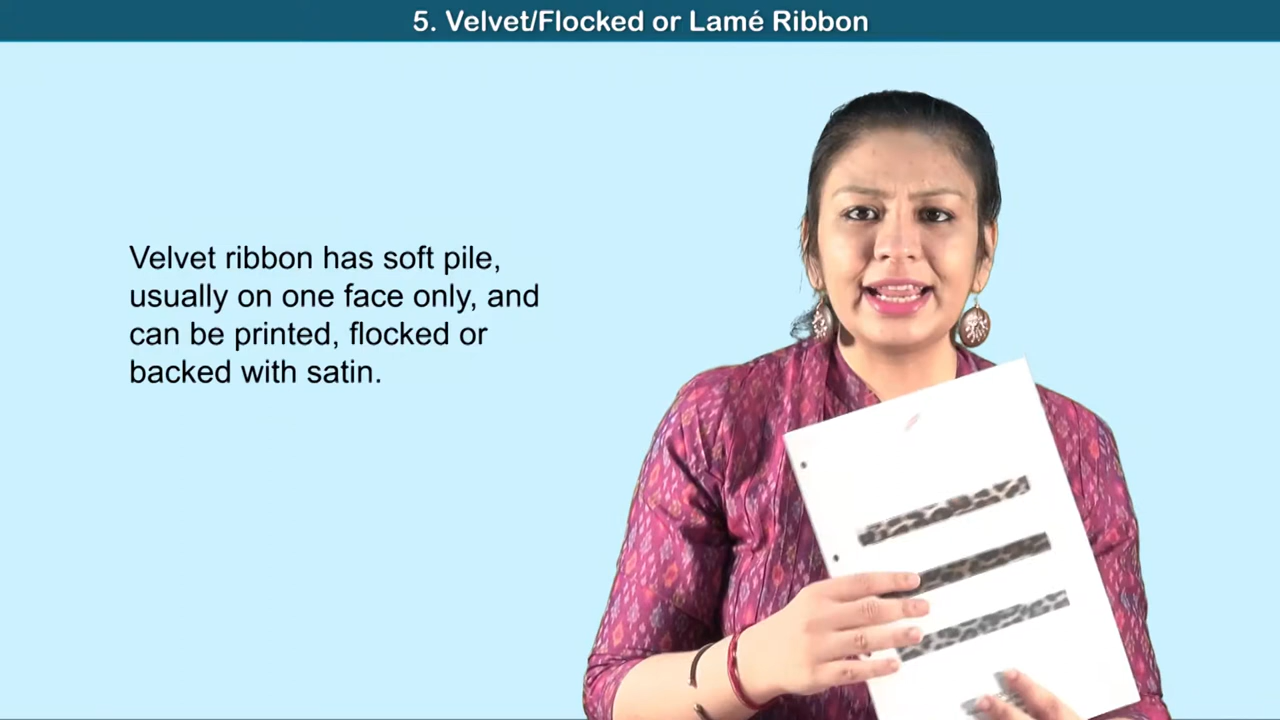 5. Velvet/Flocked or Lamé Ribbon
Velvet ribbon has soft pile,
usually on one face only, and
can be printed, flocked or
backed with satin.